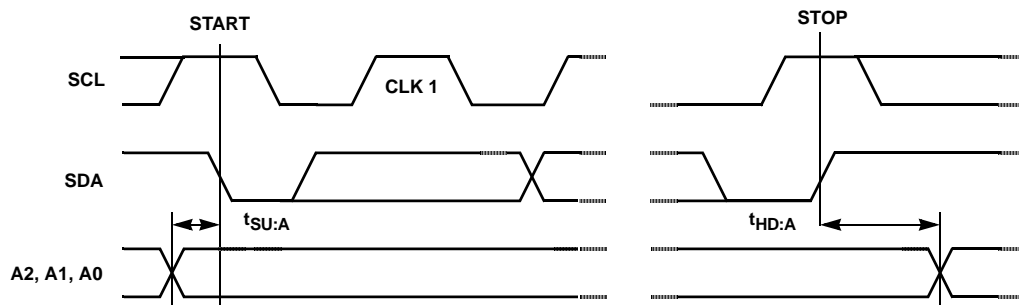 START
STOP
SCL
CLK 1
SDA
tSU:A
tHD:A
A2, A1, A0